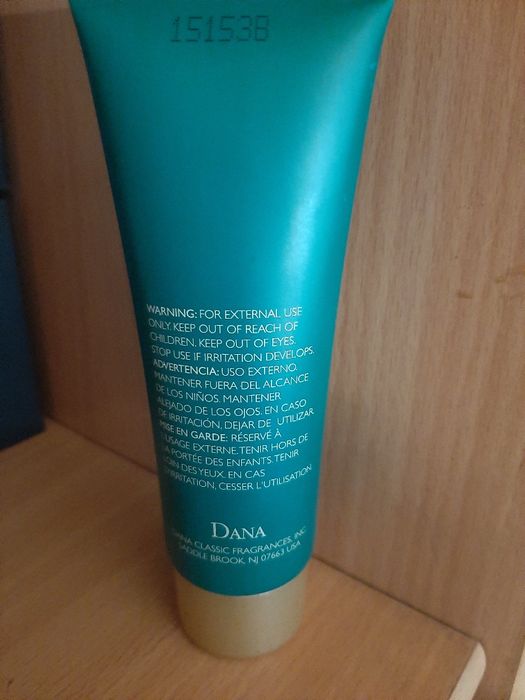 151538
WARNING: FOR EXTERNAL USE
ONLY. KEEP OUT OF REACH OF
CHILDREN. KEEP OUT OF EYES.
STOP USE IF IRRITATION DEVELOPS.
ADVERTENCIA: USO EXTERNO.
MANTENER FUERA DEL ALCANCE
DE LOS NIÑOS. MANTENER
ALEJADO DE LOS OJOS. EN CASO
DE IRRITACIÓN, DEJAR DE UTILIZAR
MISE EN GARDE: RÉSERVÉ À
L'USAGE EXTERNE. TENIR HORS DE
LA PORTÉE DES ENFANTS. TENIR
LOIN DES YEUX. EN CAS
D'IRRITATION, CESSER L'UTILISATION
DANA
DANA CLASSIC FRAGRANCES, INC.
SADDLE BROOK, NJ 07663 USA